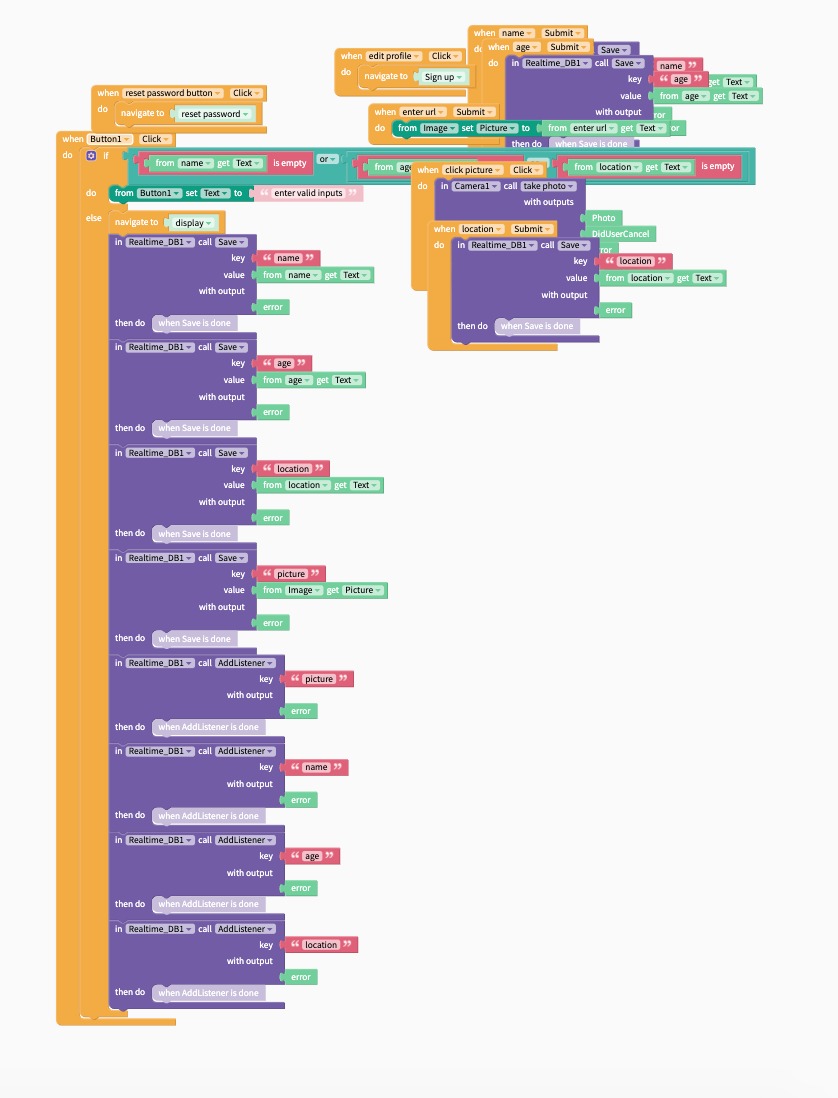 when name Submit
do
Save
when age Submit
do in Realtime_DB1 call Save
name
key “ age ” get Text
value from age get Text
with output
error
then do when Save is done
when edit profile Click
do navigate to Sign up
when enter url Submit
do from Image set Picture to from enter url get Text
or
when reset password button Click
do navigate to reset password
when Button1 Click
do if from name get Text is empty or from age from location get Text is empty
do from Button1 set Text to “ enter valid inputs ”
else navigate to display
in Realtime_DB1 call Save
key “ name ”
value from name get Text
with output
error
then do when Save is done
in Realtime_DB1 call Save
key “ age ”
value from age get Text
with output
error
then do when Save is done
in Realtime_DB1 call Save
key “ location ”
value from location get Text
with output
error
then do when Save is done
in Realtime_DB1 call Save
key “ picture ”
value from Image get Picture
with output
error
then do when Save is done
in Realtime_DB1 call AddListener
key “ picture ”
with output
error
then do when AddListener is done
in Realtime_DB1 call AddListener
key “ name ”
with output
error
then do when AddListener is done
in Realtime_DB1 call AddListener
key “ age ”
with output
error
then do when AddListener is done
in Realtime_DB1 call AddListener
key “ location ”
with output
error
then do when AddListener is done
when click picture Click
do in Camera1 call take photo
with outputs
Photo
DidUserCancel
when location Submit
do in Realtime_DB1 call Save
key “ location ”
value from location get Text
with output
error
then do when Save is done